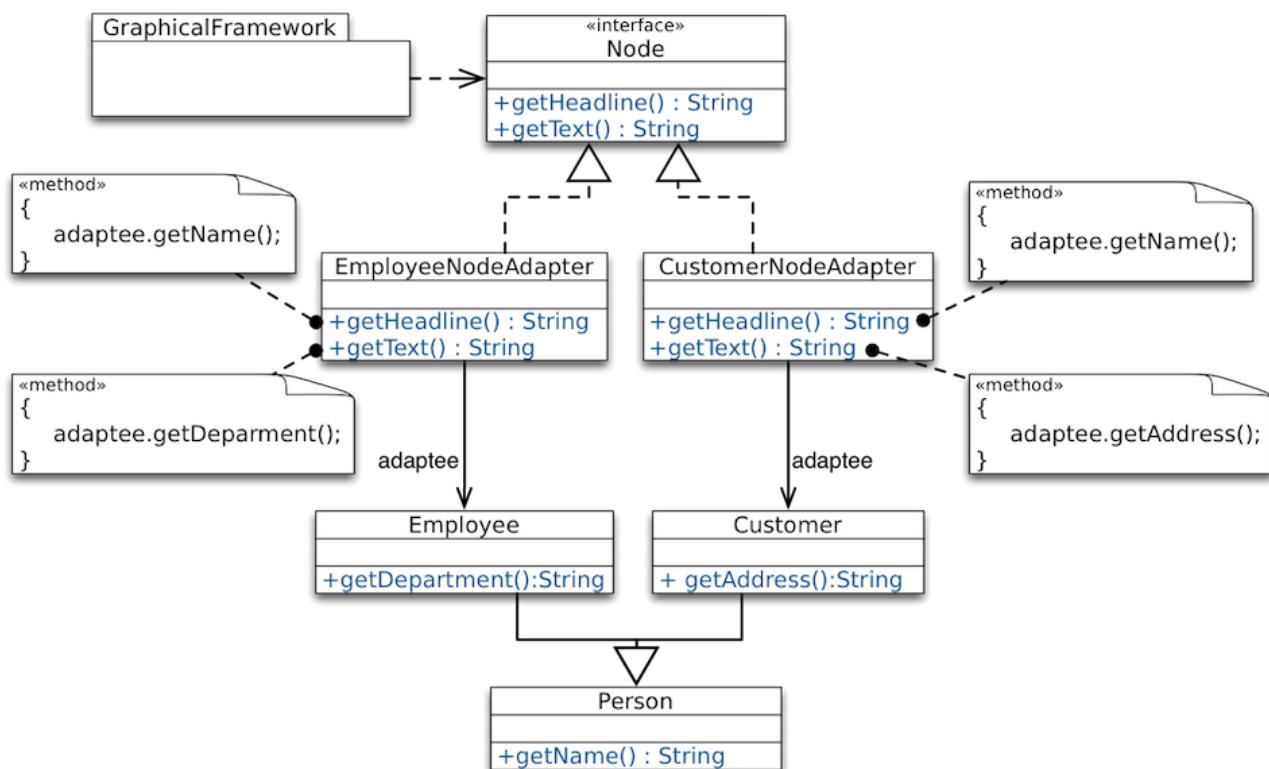 GraphicalFramework
«interface»
Node
+getHeadline() : String
+getText() : String
«method»
{
adaptee.getName();
}
«method»
{
adaptee.getName();
}
EmployeeNodeAdapter
+getHeadline() : String
+getText() : String
CustomerNodeAdapter
+getHeadline() : String
+getText() : String
«method»
{
adaptee.getDeparment();
}
«method»
{
adaptee.getAddress();
}
adaptee
adaptee
Employee
+getDepartment():String
Customer
+ getAddress():String
Person
+getName() : String